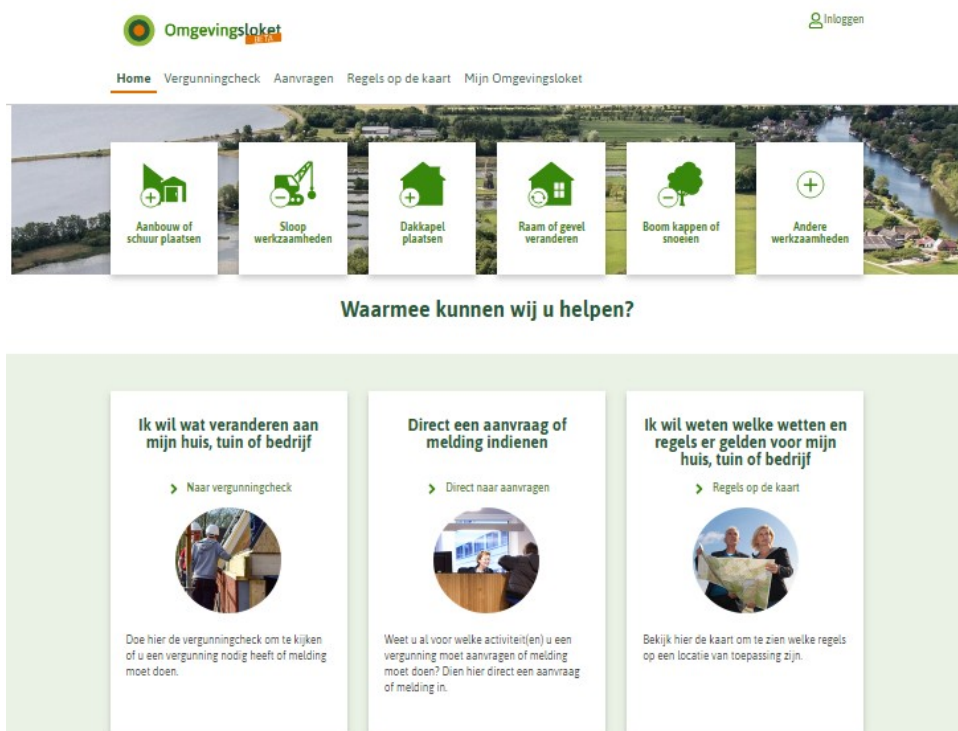 Omgevingsloket
BETA
Inloggen
Home Vergunningcheck Aanvragen Regels op de kaart Mijn Omgevingsloket
Aanbouw of
schuur plaatsen
Sloop
werkzaamheden
Dakkapel
plaatsen
Raam of gevel
veranderen
Boom kappen of
snoeien
Andere
werkzaamheden
Waarmee kunnen wij u helpen?
Ik wil wat veranderen aan
mijn huis, tuin of bedrijf
Naar vergunningcheck
Doe hier de vergunningcheck om te kijken
of u een vergunning nodig heeft of melding
moet doen.
Direct een aanvraag of
melding indienen
Direct naar aanvragen
Weet u al voor welke activiteit(en) u een
vergunning moet aanvragen of melding
moet doen? Dien hier direct een aanvraag
of melding in.
Ik wil weten welke wetten en
regels er gelden voor mijn
huis, tuin of bedrijf
Regels op de kaart
Bekijk hier de kaart om te zien welke regels
op een locatie van toepassing zijn.